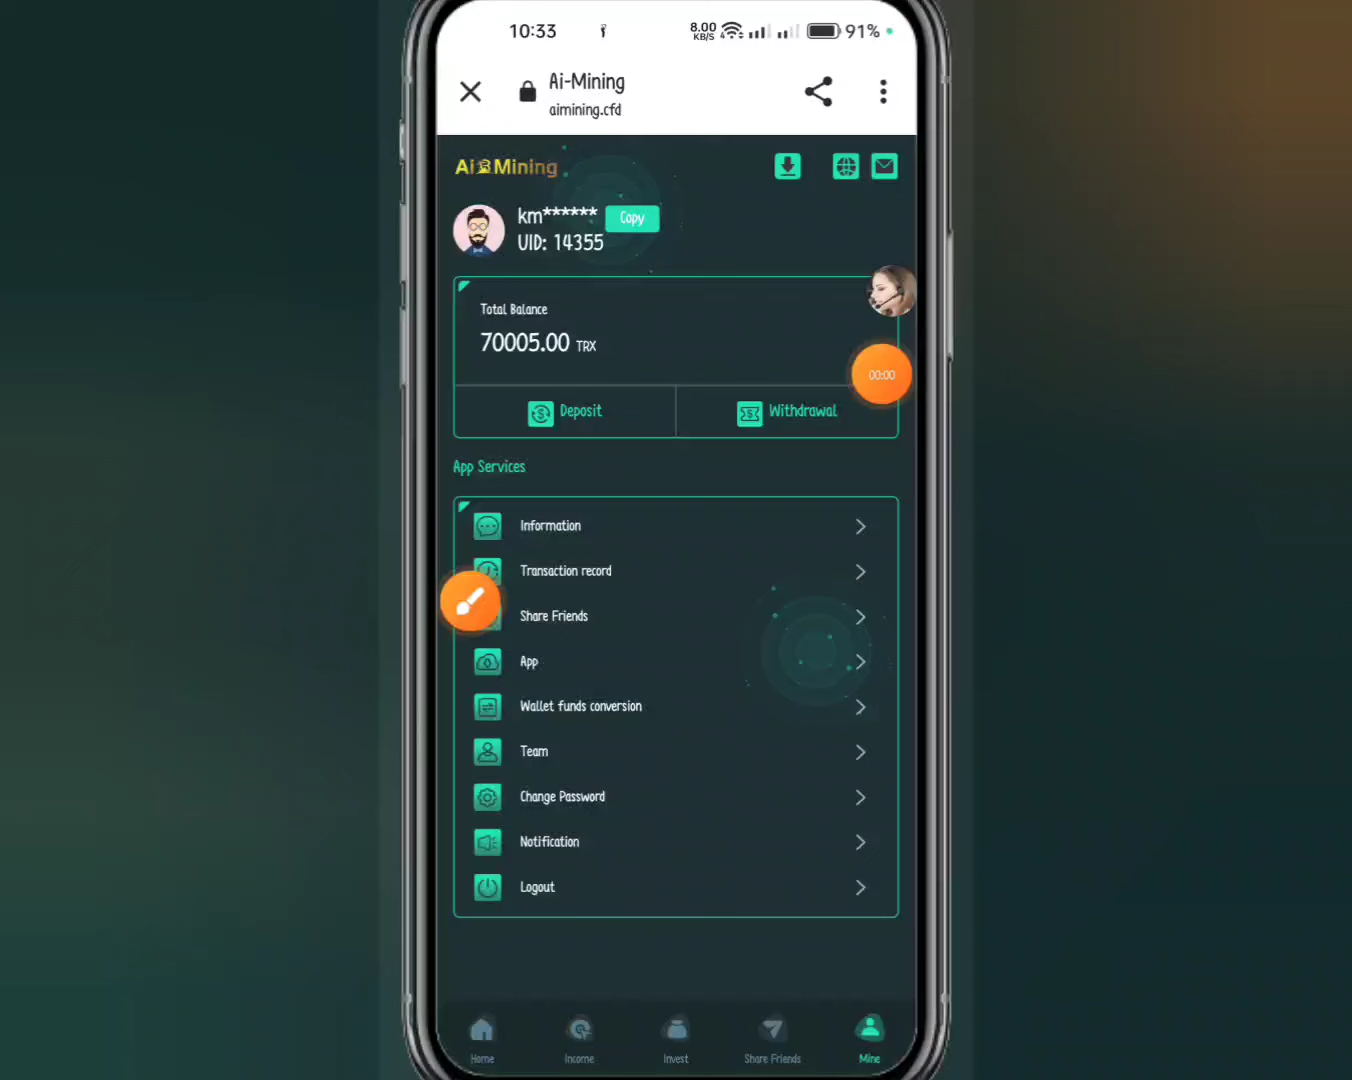 10:33
8.00
KB/S
91%
Ai-Mining
aimining.cfd
Ai Mining
km******
Copy
UID: 14355
Total Balance
70005.00 TRX
00:00
Deposit
Withdrawal
App Services
Information
Transaction record
Share Friends
App
Wallet funds conversion
Team
Change Password
Notification
Logout
Home
Income
Invest
Share Friends
Mine